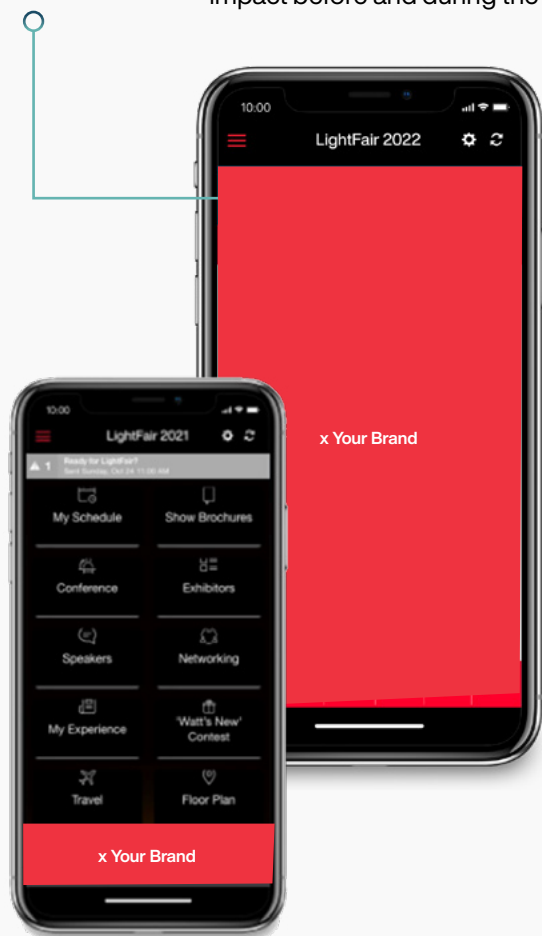 impact before and during the
10:00
LightFair 2022
x Your Brand
10:00
LightFair 2021
1
Ready for LightFair?
Sent Sunday, Oct 24 11:00 AM
My Schedule
Show Brochures
Conference
Exhibitors
Speakers
Networking
My Experience
'Watt's New'
Contest
Travel
Floor Plan
x Your Brand